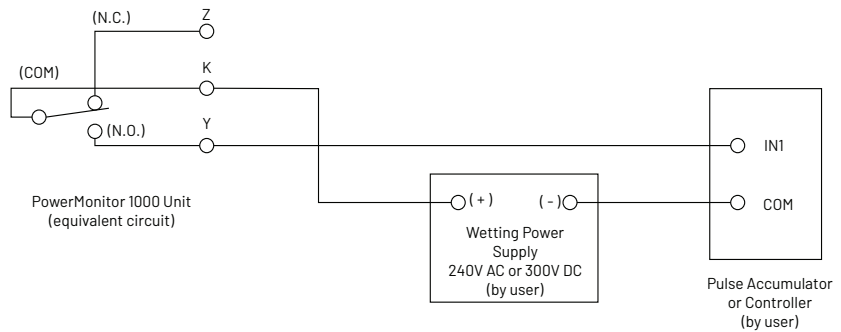 (N.C.)
Z
(COM)
K
(N.O.)
Y
IN1
(+)
(-)
COM
PowerMonitor 1000 Unit
(equivalent circuit)
Wetting Power
Supply
240V AC or 300V DC
(by user)
Pulse Accumulator
or Controller
(by user)